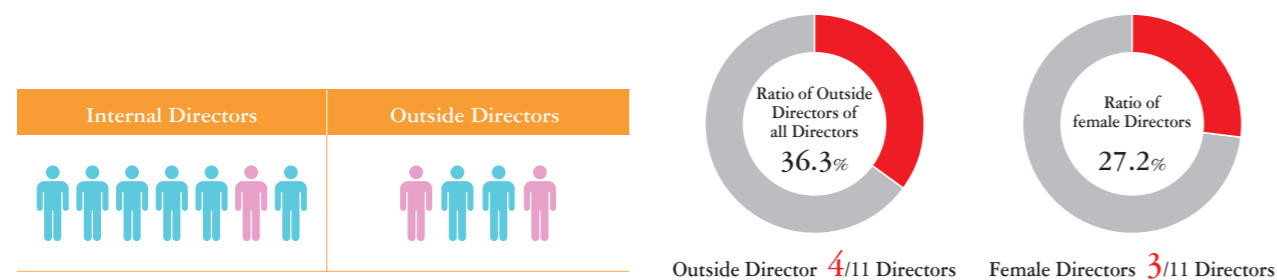 Internal Directors
Outside Directors
Ratio of Outside
Directors of
all Directors
36.3%
Outside Director 4/11 Directors
Ratio of
female Directors
27.2%
Female Directors 3/11 Directors